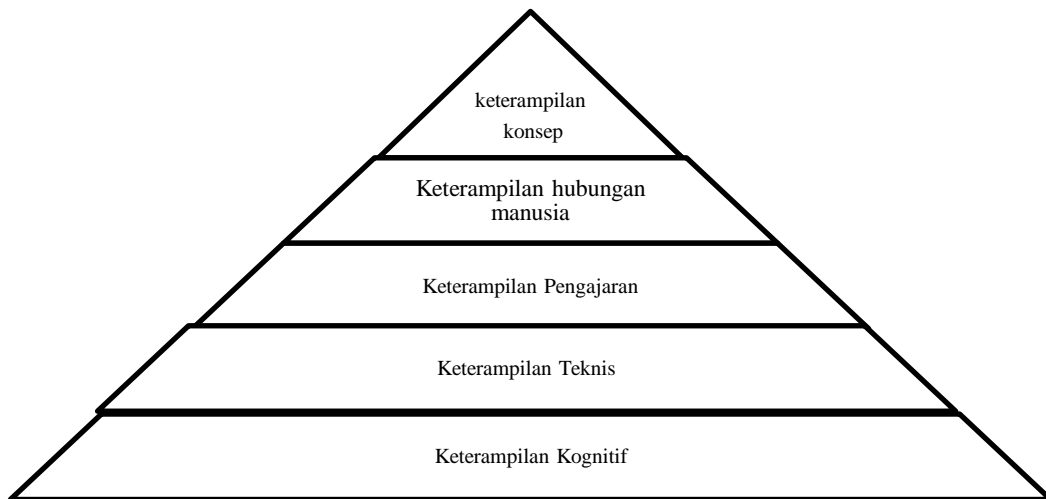 keterampilan
konsep
Keterampilan hubungan
manusia
Keterampilan Pengajaran
Keterampilan Teknis
Keterampilan Kognitif